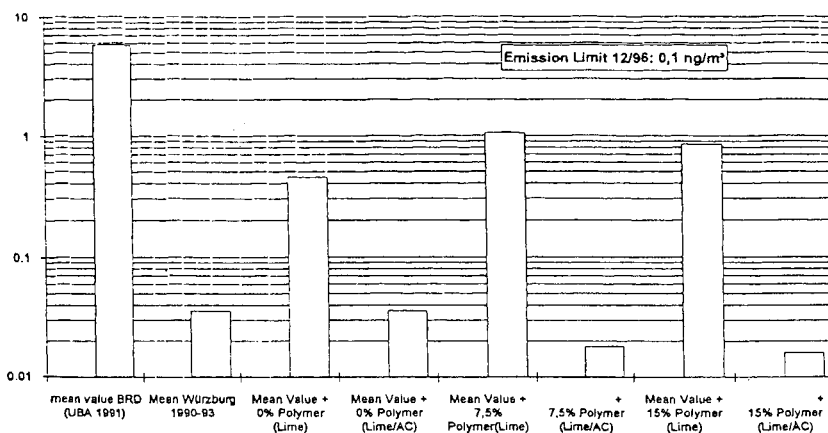 10
Emission Limit 12/96: 0,1 ng/m³
1
0.1
0.01
mean value BRD
(UBA 1991)
Mean Würzburg
1990-93
Mean Value +
0% Polymer
(Lime)
Mean Value +
0% Polymer
(Lime/AC)
Mean Value +
7,5%
Polymer(Lime)
+
7,5% Polymer
(Lime/AC)
Mean Value +
15% Polymer
(Lime)
+
15% Polymer
(Lime/AC)